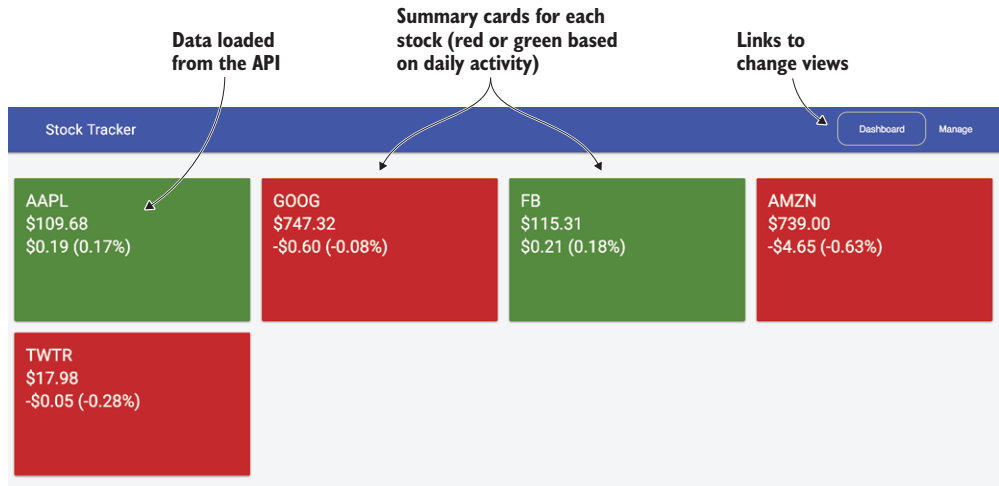 Data loaded
from the API
Summary cards for each
stock (red or green based
on daily activity)
Links to
change views
Stock Tracker
Dashboard
Manage
AAPL
$109.68
$0.19 (0.17%)
GOOG
$747.32
-$0.60 (-0.08%)
FB
$115.31
$0.21 (0.18%)
AMZN
$739.00
-$4.65 (-0.63%)
TWTR
$17.98
-$0.05 (-0.28%)